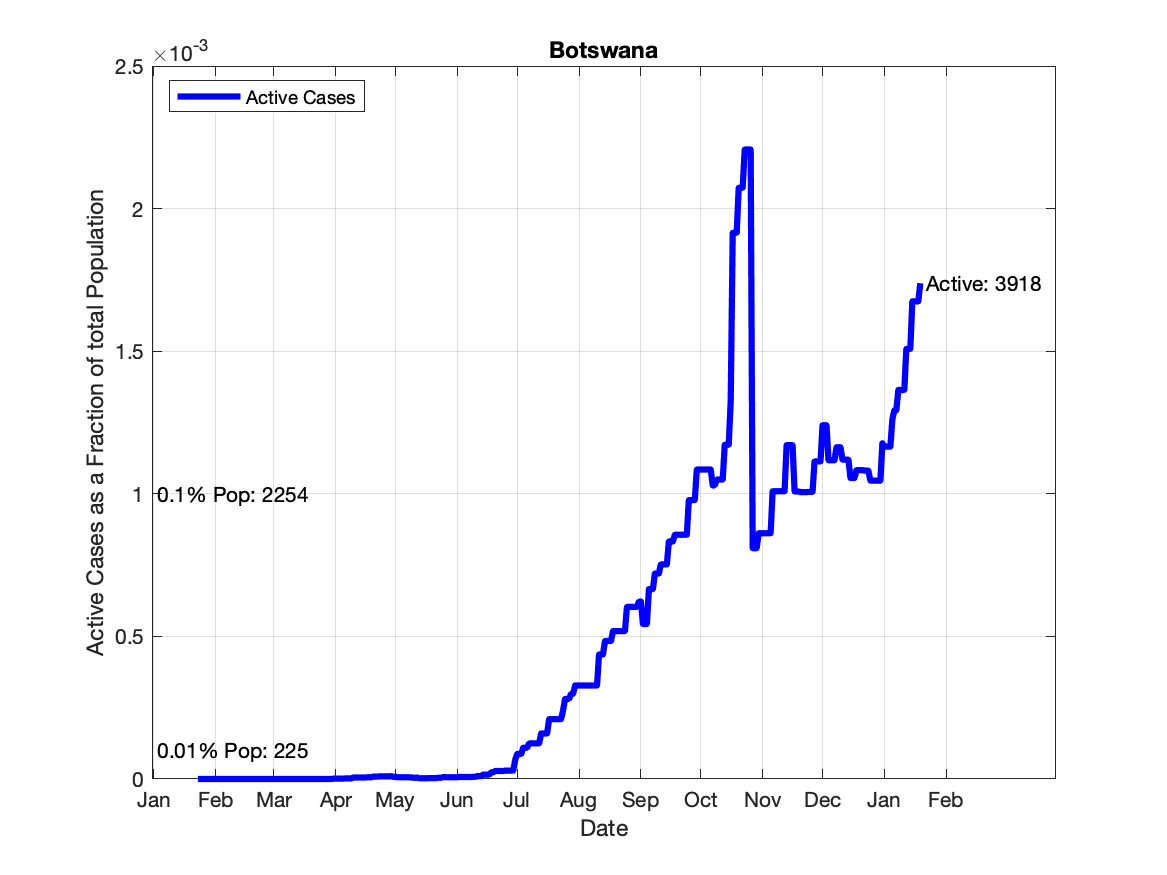 Botswana
×10-3
2.5
2
1.5
1
0.5
0
Active Cases
Active: 3918
0.1% Pop: 2254
0.01% Pop: 225
Active Cases as a Fraction of total Population
Jan Feb Mar Apr May Jun Jul Aug Sep Oct Nov Dec Jan Feb
Date